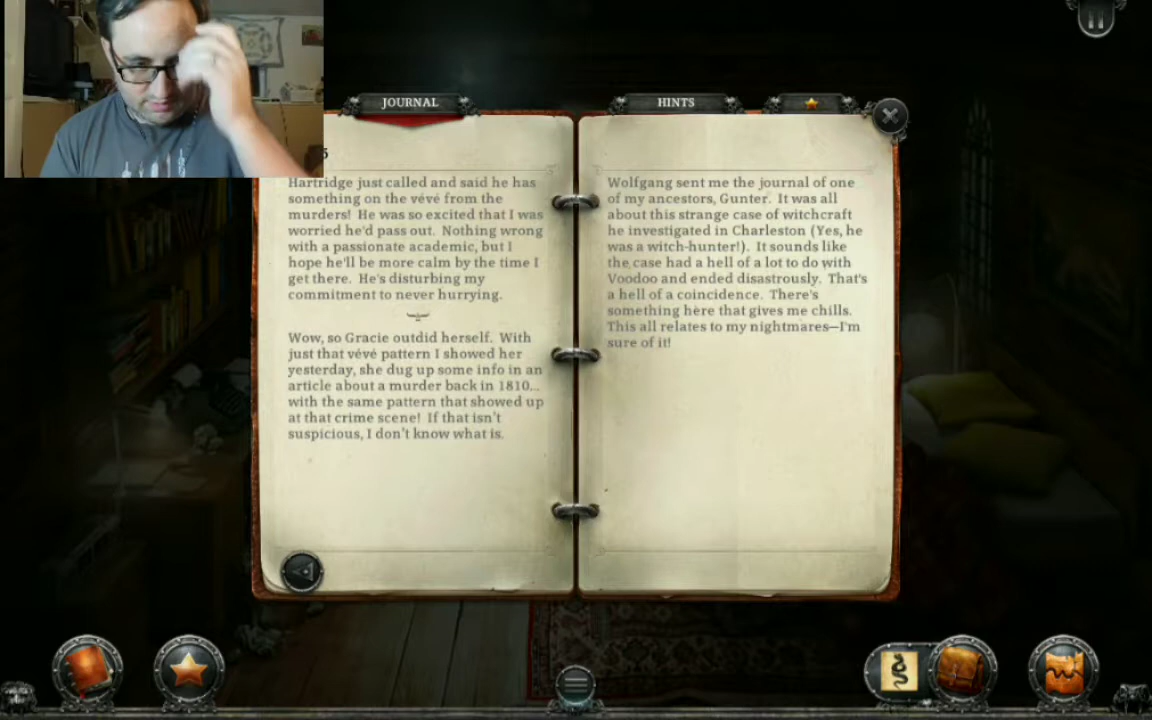 JOURNAL
HINTS
5
Hartridge just called and said he has
something on the vévé from the
murders! He was so excited that I was
worried he'd pass out. Nothing wrong
with a passionate academic, but I
hope he'll be more calm by the time I
get there. He's disturbing my
commitment to never hurrying.
Wow, so Gracie outdid herself. With
just that vévé pattern I showed her
yesterday, she dug up some info in an
article about a murder back in 1810...
with the same pattern that showed up
at that crime scene! If that isn't
suspicious, I don't know what is.
Wolfgang sent me the journal of one
of my ancestors, Gunter. It was all
about this strange case of witchcraft
he investigated in Charleston (Yes, he
was a witch-hunter!). It sounds like
the case had a hell of a lot to do with
Voodoo and ended disastrously. That's
a hell of a coincidence. There's
something here that gives me chills.
This all relates to my nightmares—I'm
sure of it!